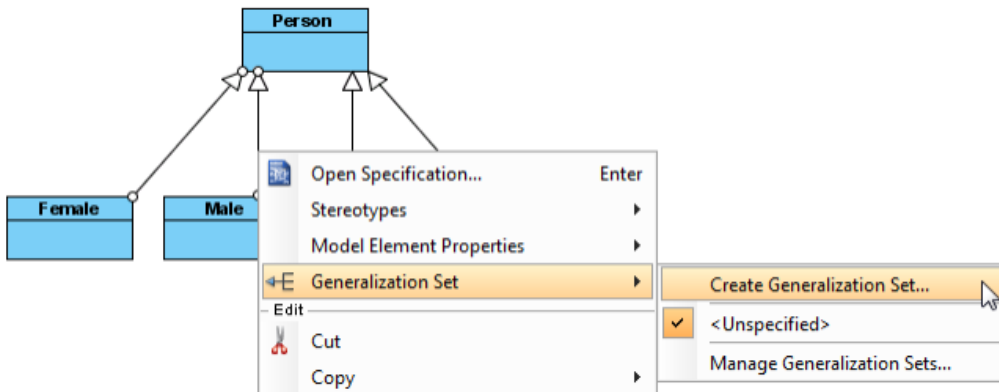 Person
Female
Male
Open Specification... Enter
Stereotypes
Model Element Properties
Generalization Set
Create Generalization Set...
Edit
<Unspecified>
Cut
Manage Generalization Sets...
Copy